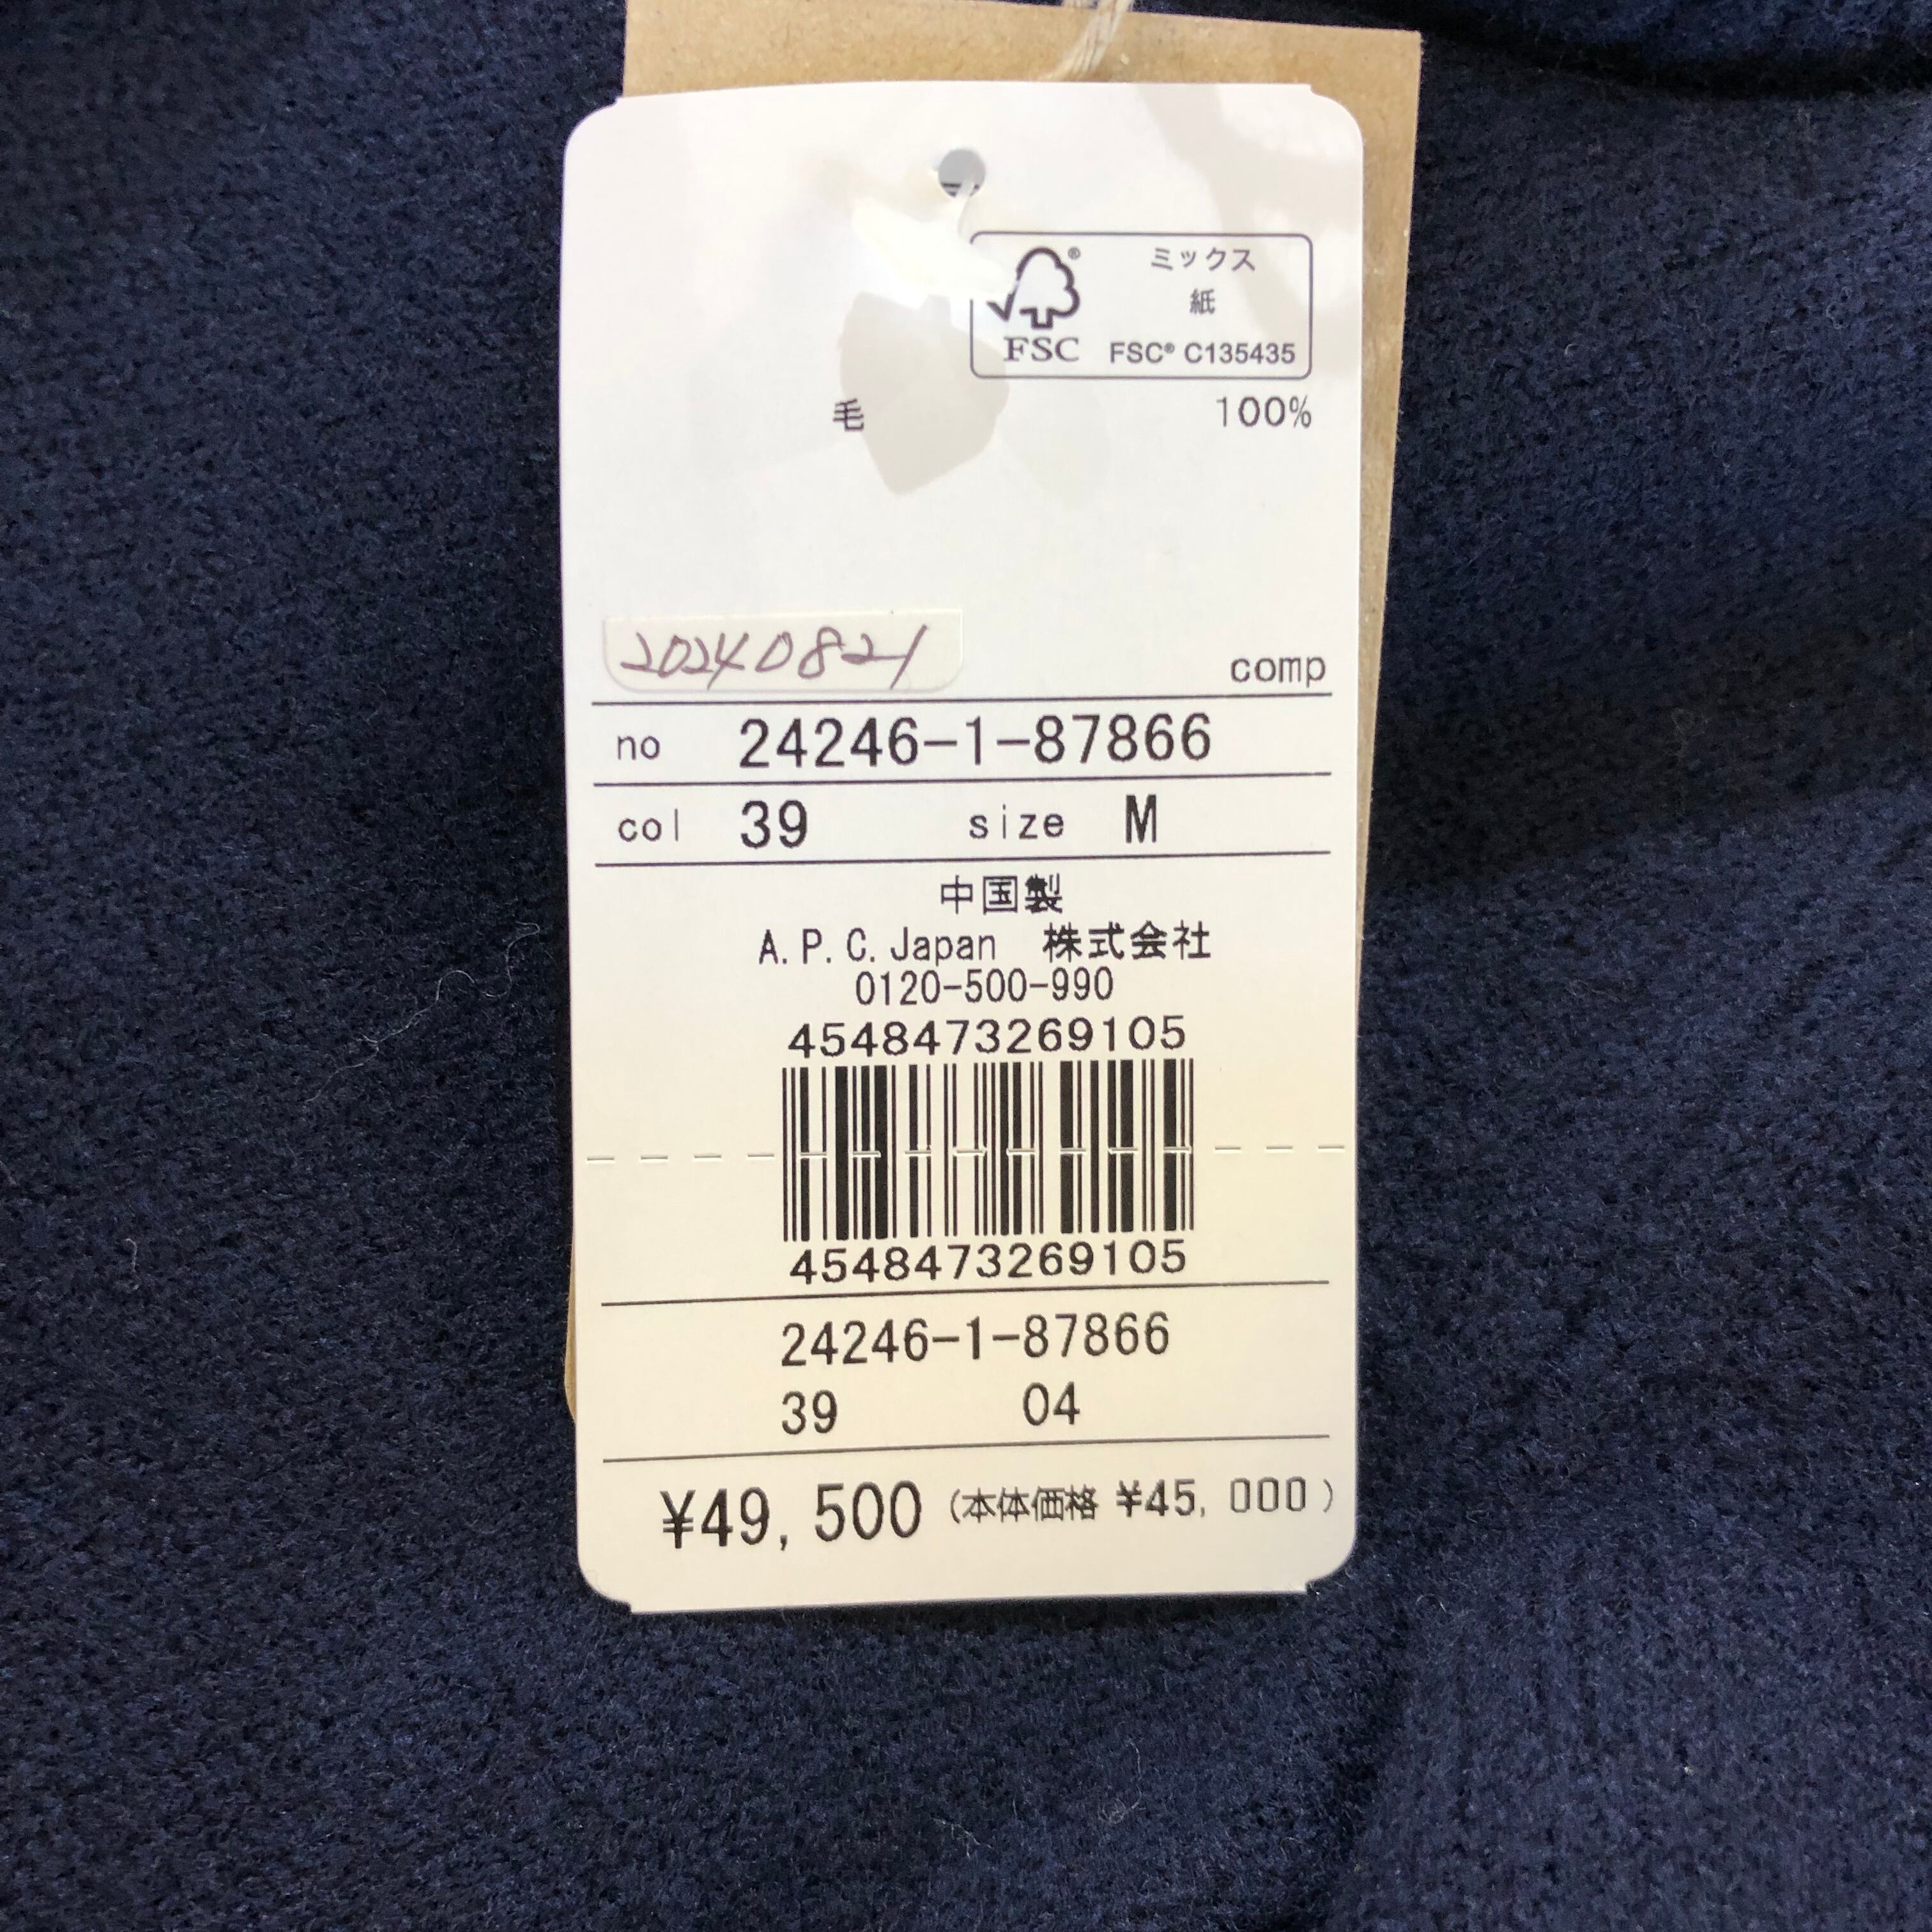 ミックス
紙
FSC® C135435
FSC
毛 100%
20240821
comp
no 24246-1-87866
col 39 size M
中国製
A.P.C.Japan 株式会社
0120-500-990
4548473269105
4548473269105
24246-1-87866
39 04
¥49,500 (本体価格 ¥45,000)